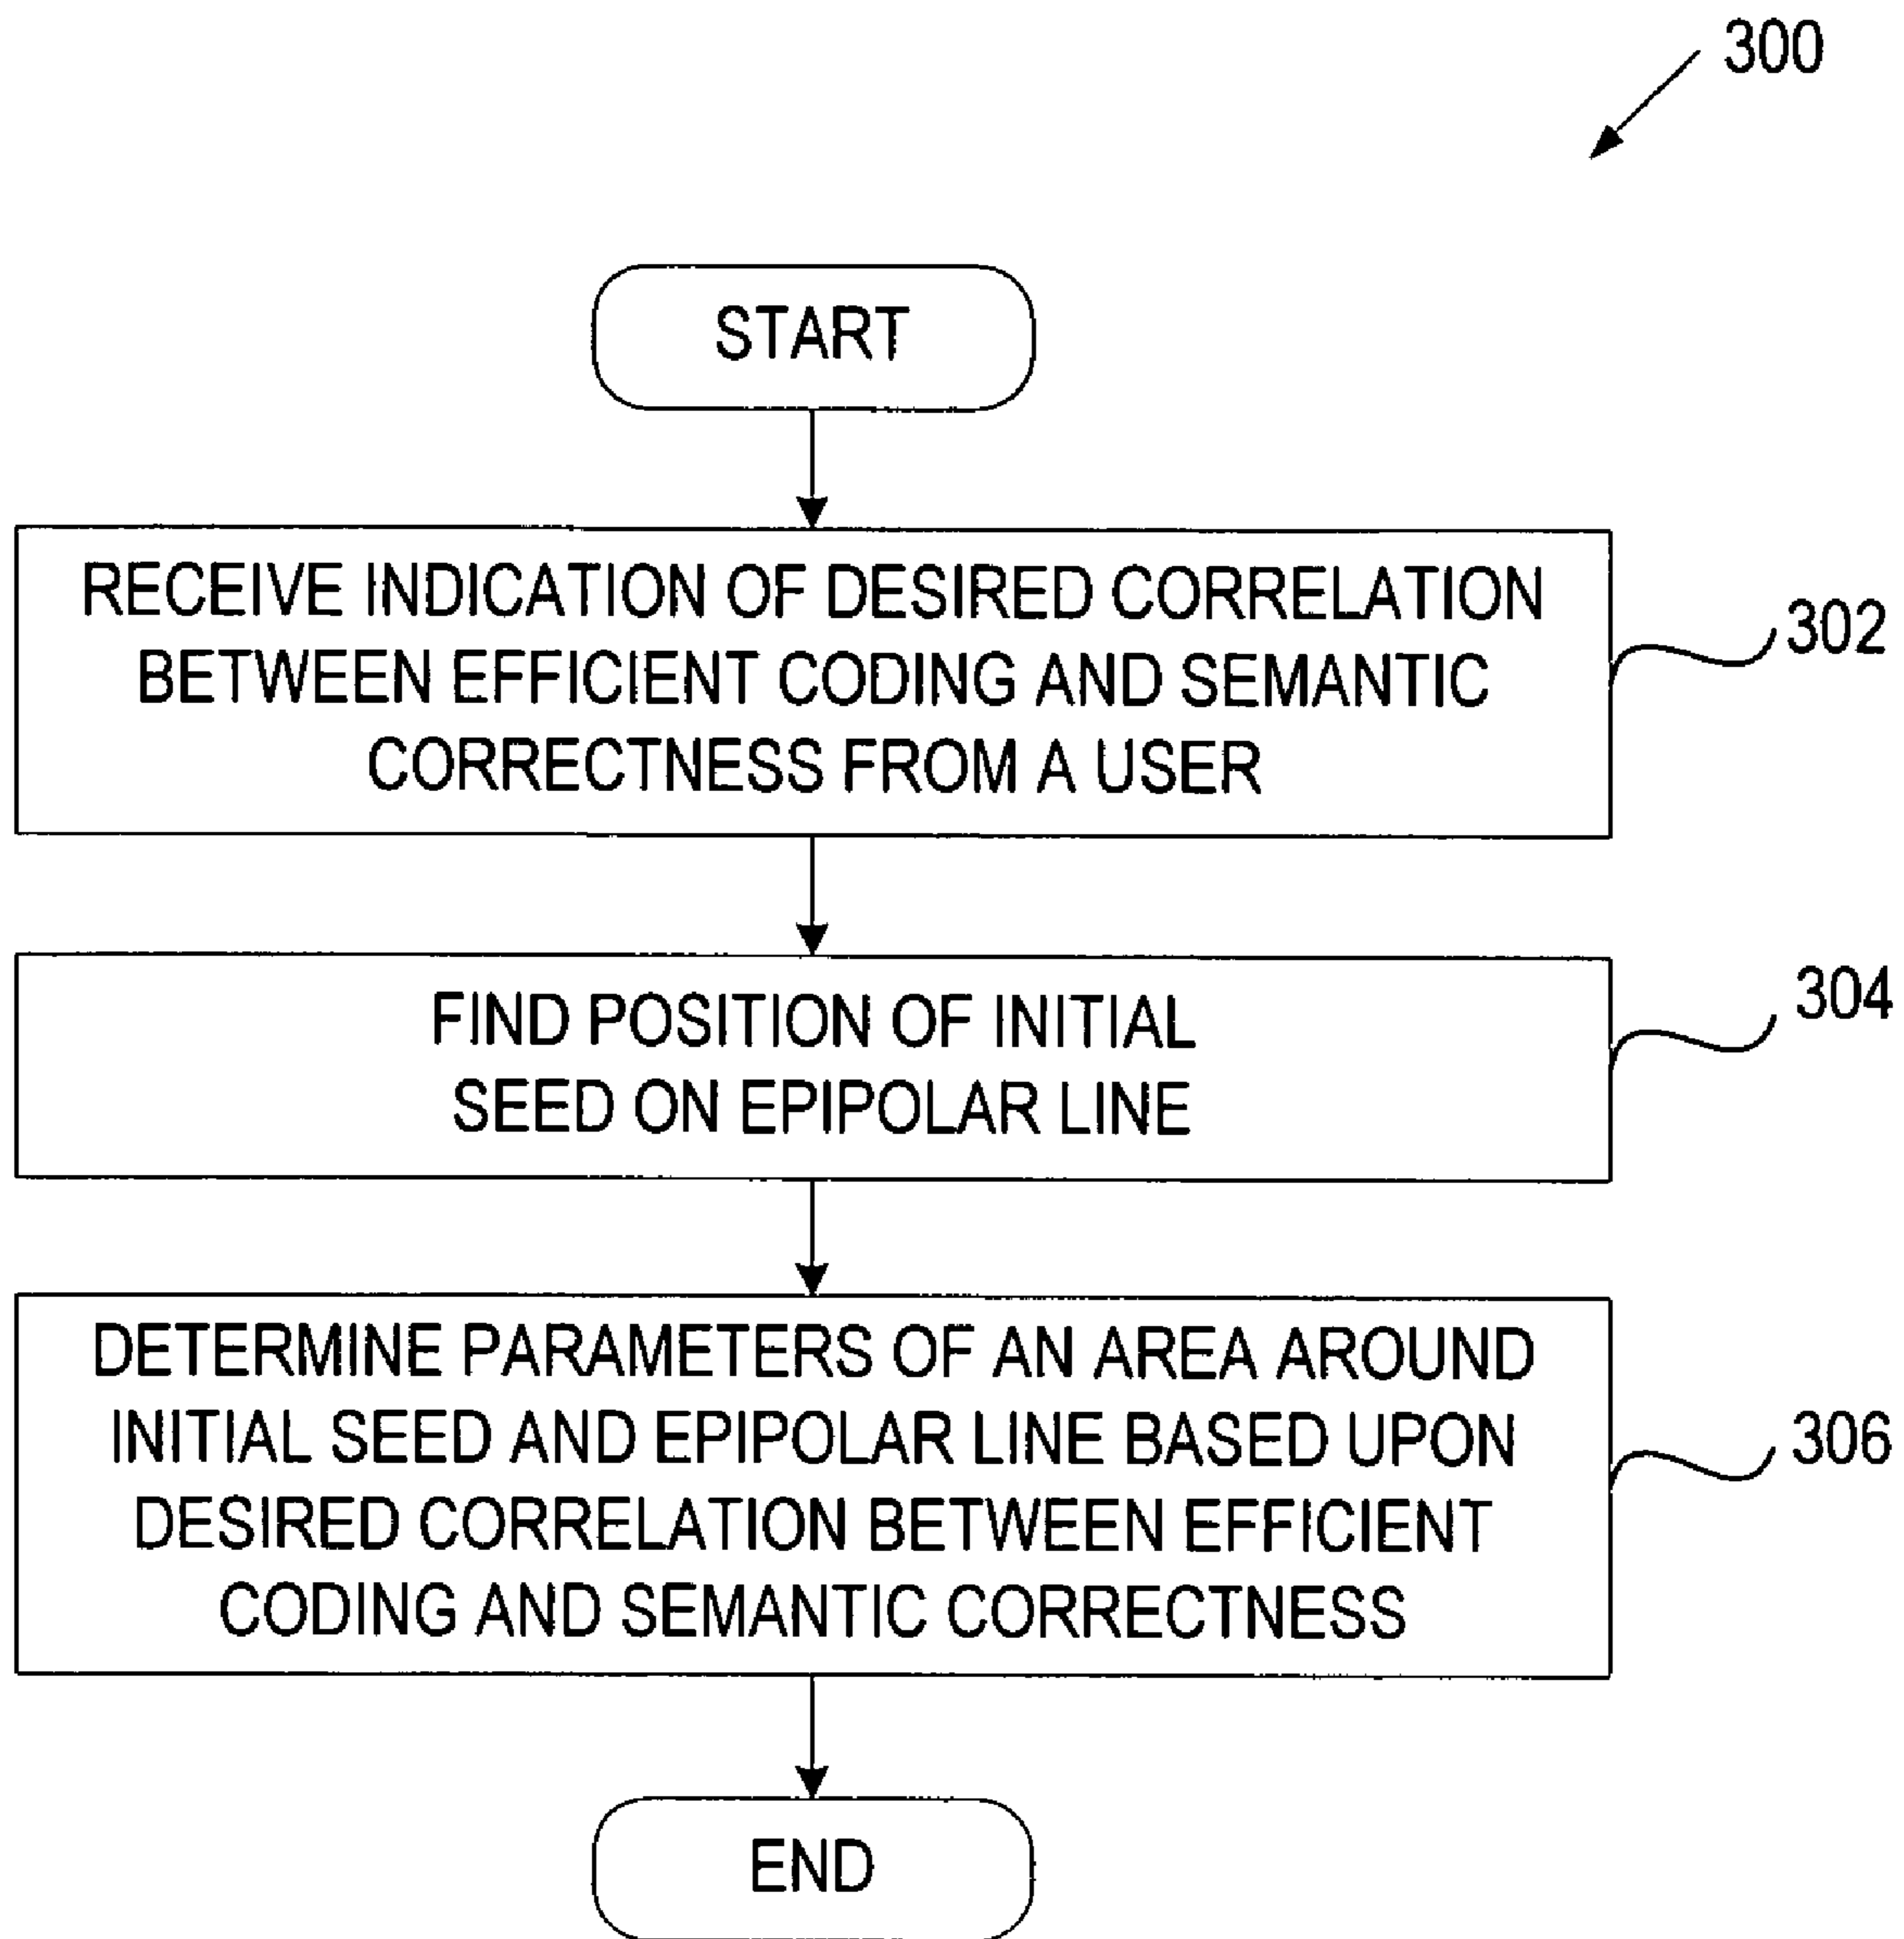 300
START
RECEIVE INDICATION OF DESIRED CORRELATION
BETWEEN EFFICIENT CODING AND SEMANTIC
CORRECTNESS FROM A USER
302
FIND POSITION OF INITIAL
SEED ON EPIPOLAR LINE
304
DETERMINE PARAMETERS OF AN AREA AROUND
INITIAL SEED AND EPIPOLAR LINE BASED UPON
DESIRED CORRELATION BETWEEN EFFICIENT
CODING AND SEMANTIC CORRECTNESS
306
END